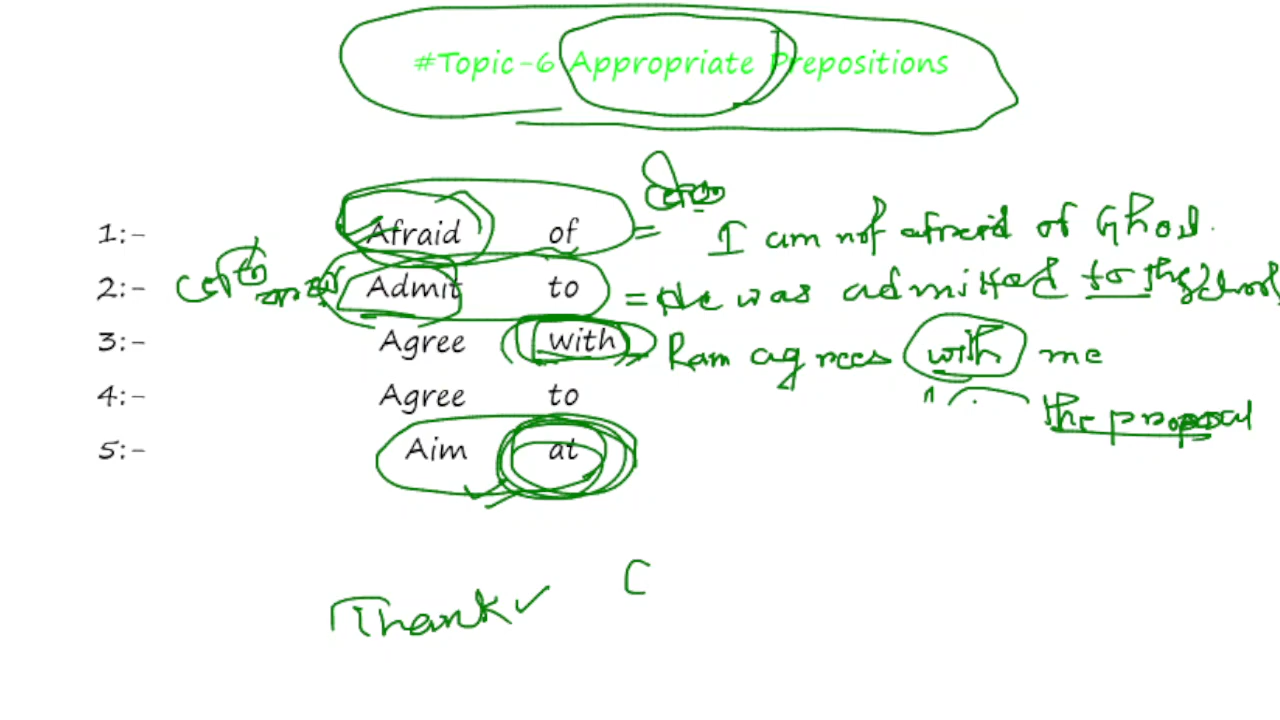 #Topic-6 Appropriate Prepositions
1:- Afraid of = I am not afraid of Ghost.
2:- Admit to = He was admitted to the School
3:- Agree with = Ram agrees with me
4:- Agree to the proposal
5:- Aim at
Thank